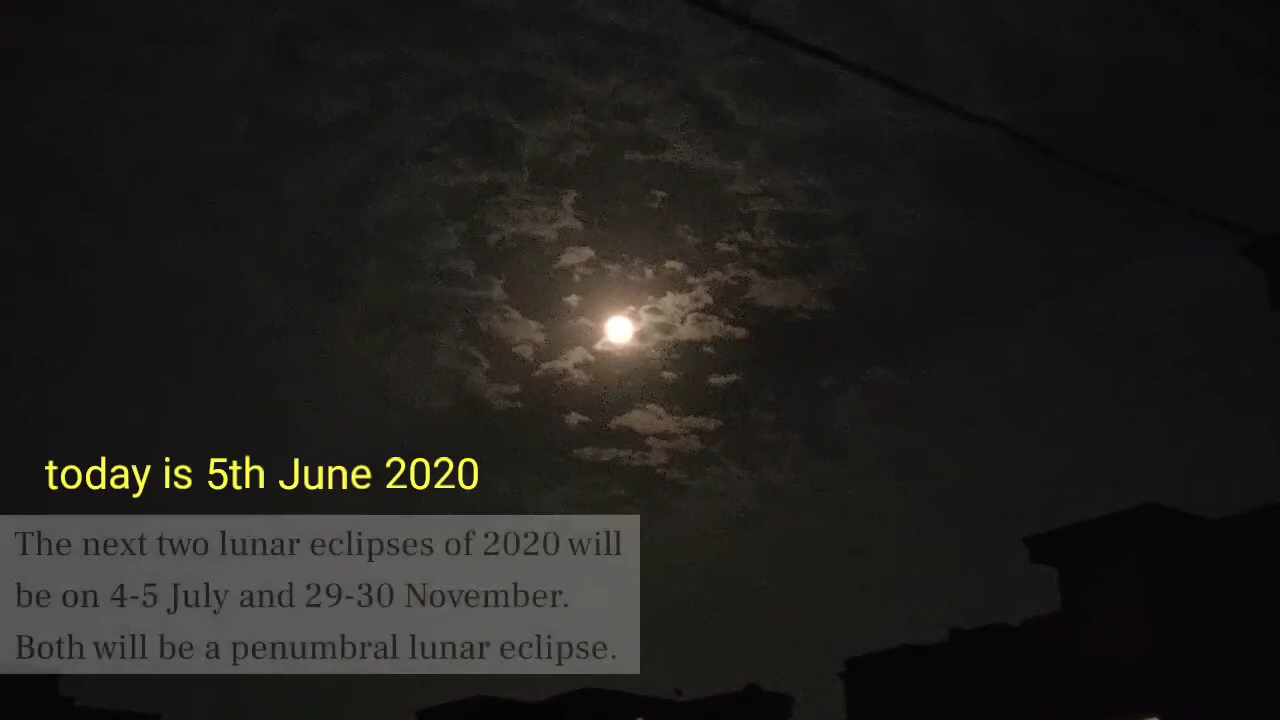 today is 5th June 2020
The next two lunar eclipses of 2020 will
be on 4-5 July and 29-30 November.
Both will be a penumbral lunar eclipse.